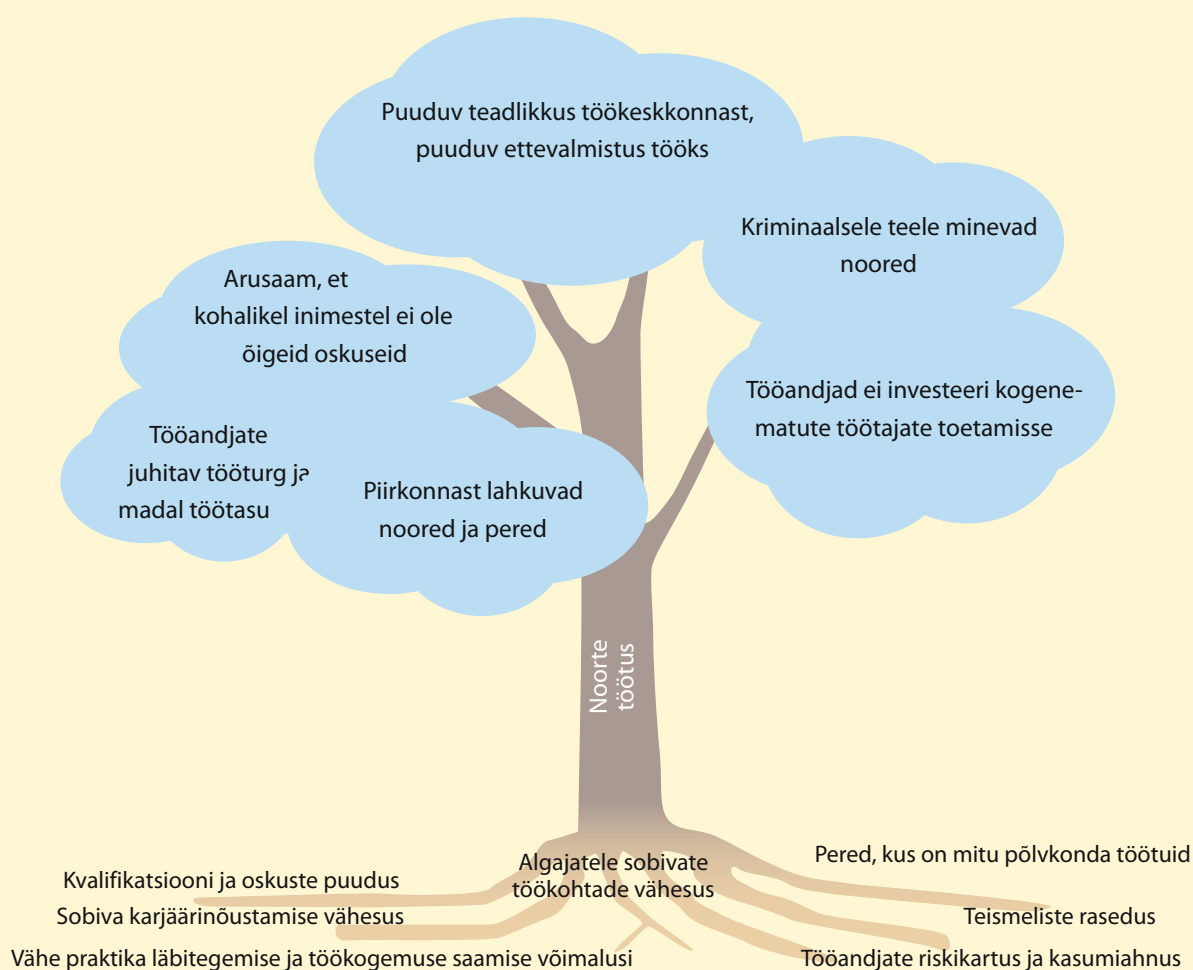 Puuduv teadlikkus töökeskkonnast,
puuduv ettevalmistus tööks
Kriminaalsele teele minevad
noored
Arusaam, et
kohalikel inimestel ei ole
õigeid oskuseid
Tööandjad ei investeeri kogene-
matute töötajate toetamisse
Tööandjate
juhitav tööturg ja
madal töötasu
Piirkonnast lahkuvad
noored ja pered
Noorte
töötus
Algajatele sobivate
töökohtade vähesus
Pered, kus on mitu põlvkonda töötuid
Kvalifikatsiooni ja oskuste puudus
Sobiva karjäärinõustamise vähesus
Teismeliste rasedus
Vähe praktika läbitegemise ja töökogemuse saamise võimalusi
Tööandjate riskikartus ja kasumiahnus